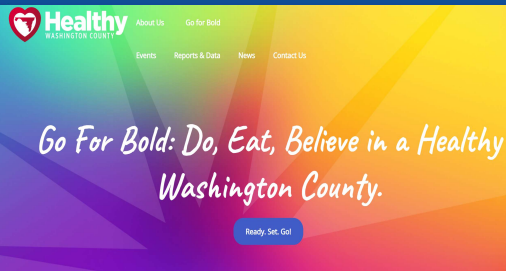 Healthy
WASHINGTON COUNTY
About Us Go for Bold
Events Reports & Data News Contact Us
Go For Bold: Do, Eat, Believe in a Healthy
Washington County.
Ready. Set. Go!